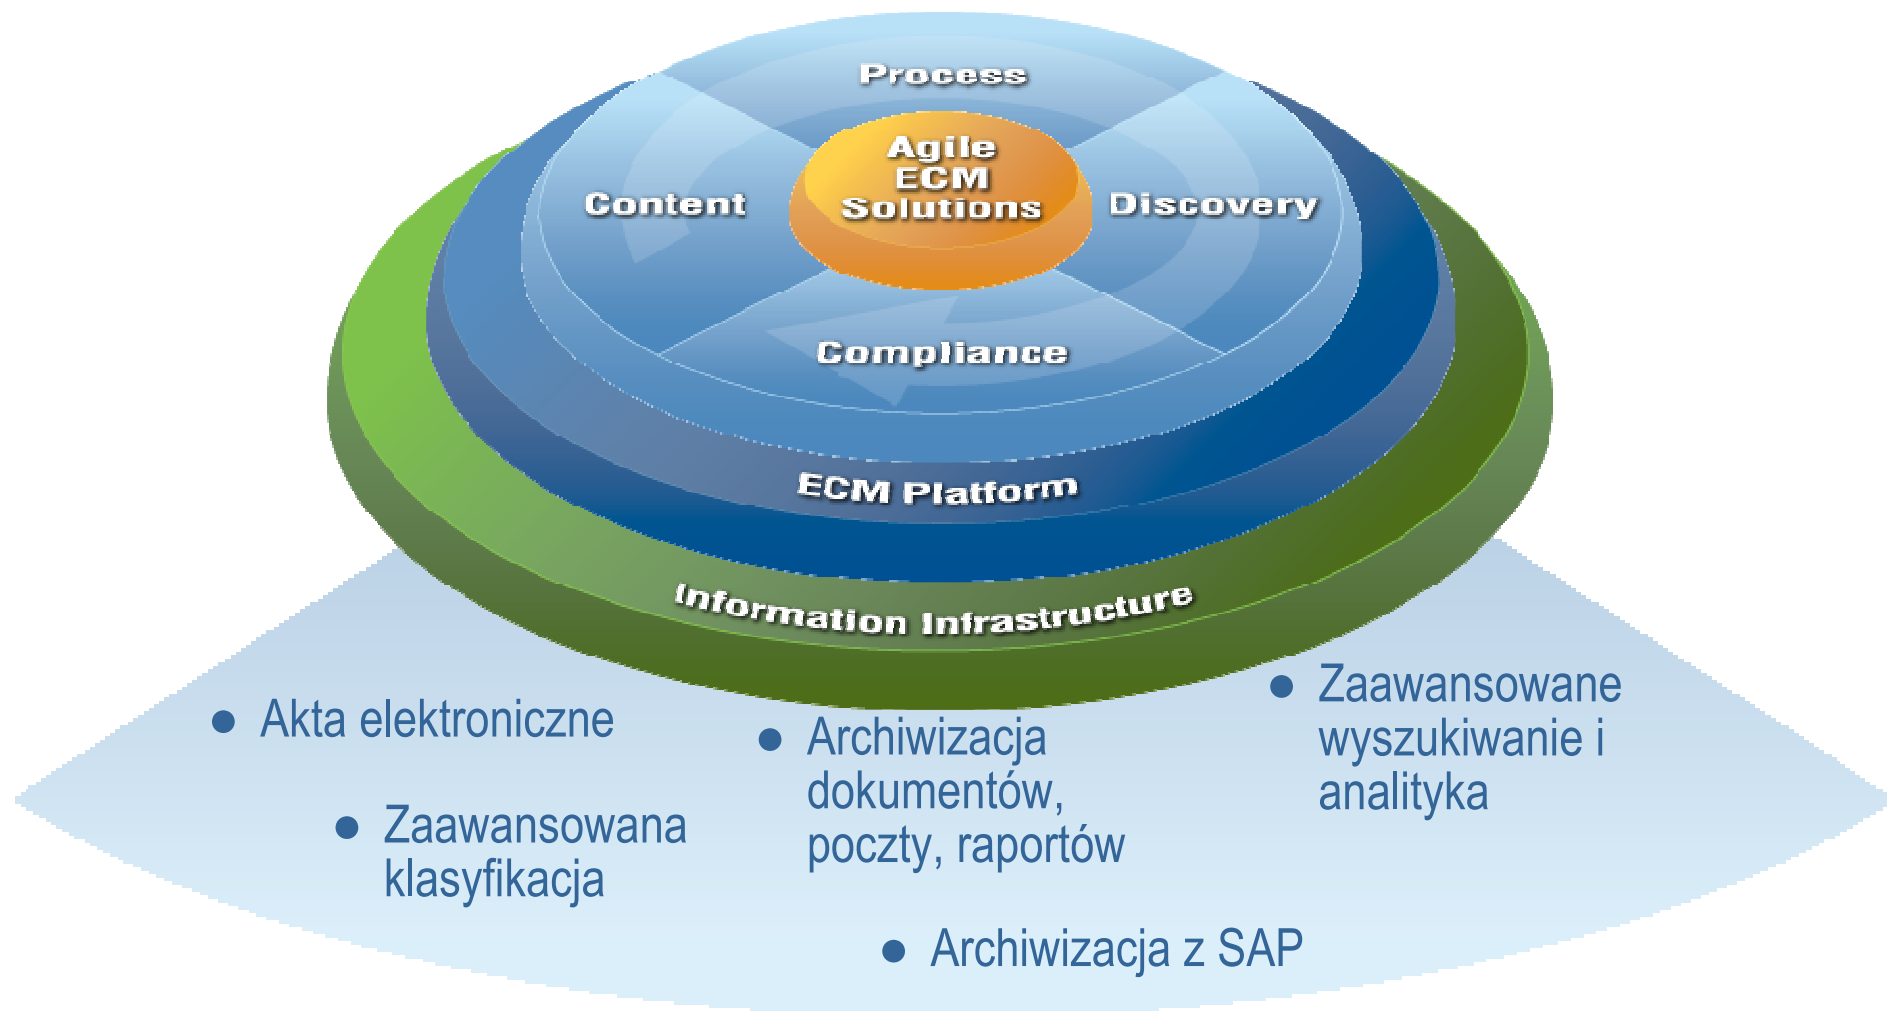 Process
Agile
ECM
Solutions
Content
Discovery
Compliance
ECM Platform
Information Infrastructure
● Akta elektroniczne
● Zaawansowana
klasyfikacja
● Archiwizacja
dokumentów,
poczty, raportów
● Zaawansowane
wyszukiwanie i
analityka
● Archiwizacja z SAP